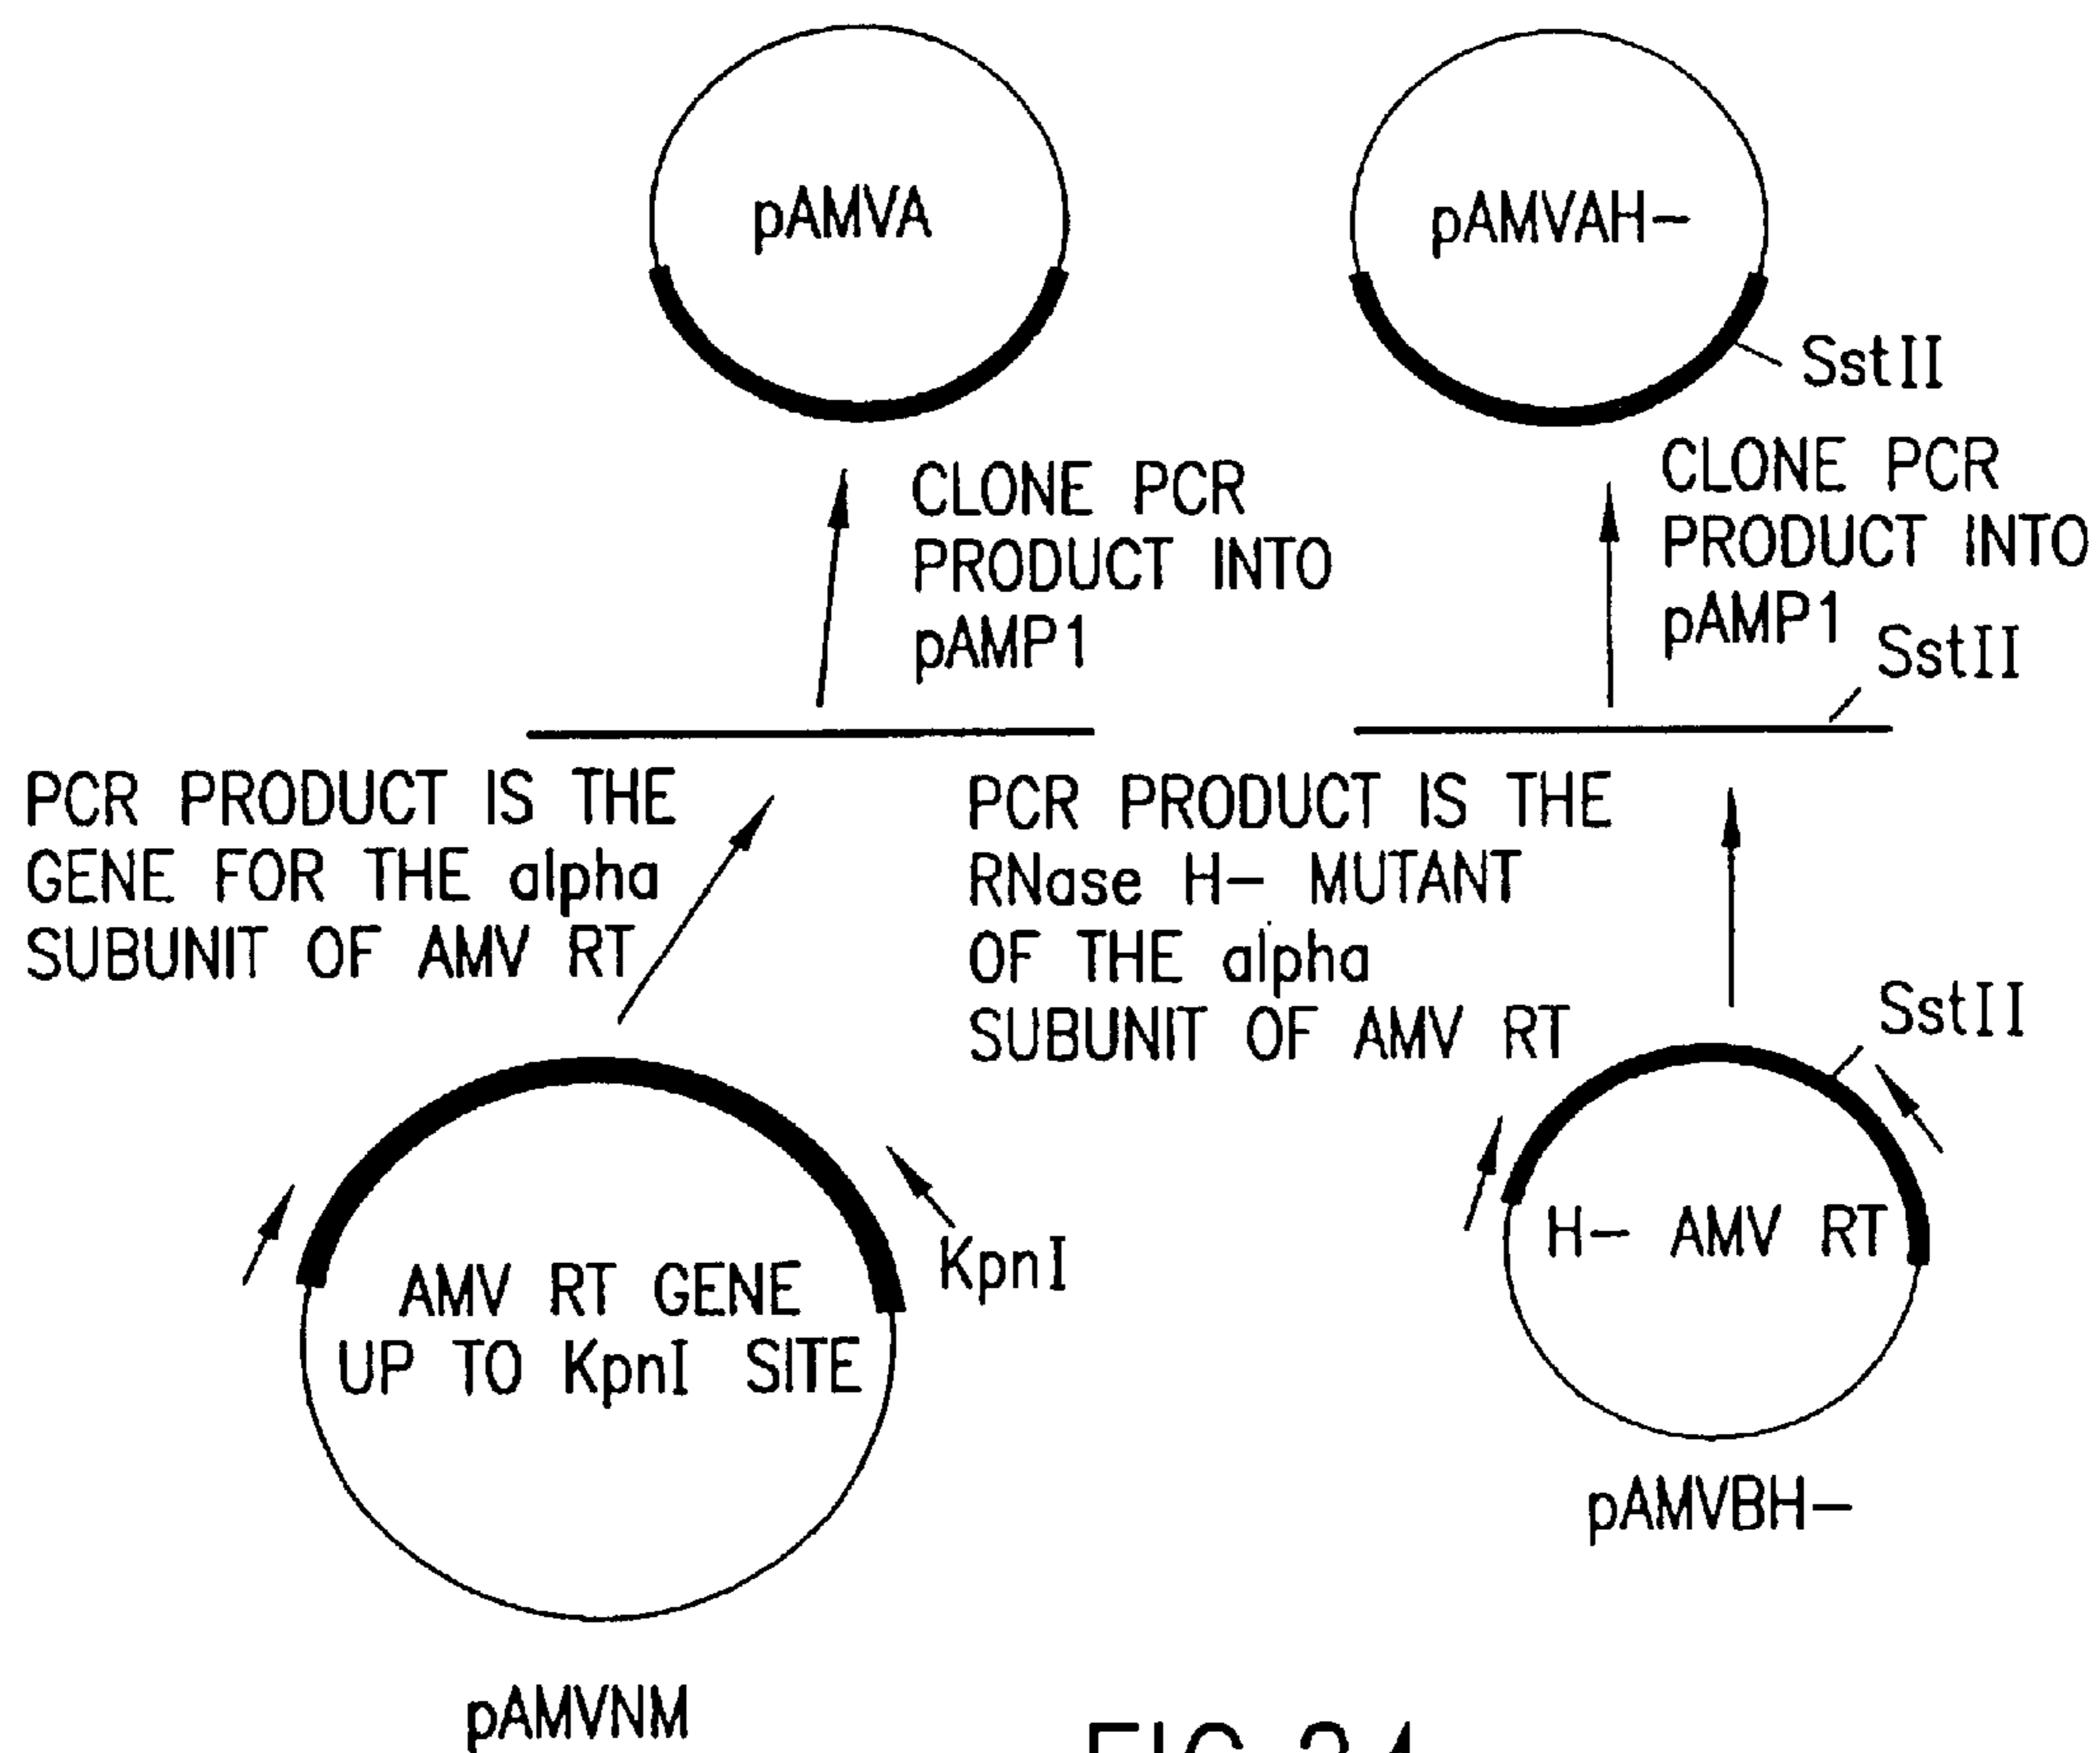 pAMVA
pAMVAH-
SstII
CLONE PCR
PRODUCT INTO
pAMP1
CLONE PCR
PRODUCT INTO
pAMP1
SstII
PCR PRODUCT IS THE
GENE FOR THE alpha
SUBUNIT OF AMV RT
PCR PRODUCT IS THE
RNase H- MUTANT
OF THE alpha
SUBUNIT OF AMV RT
SstII
KpnI
AMV RT GENE
UP TO KpnI SITE
H- AMV RT
pAMVBH-
pAMVNM